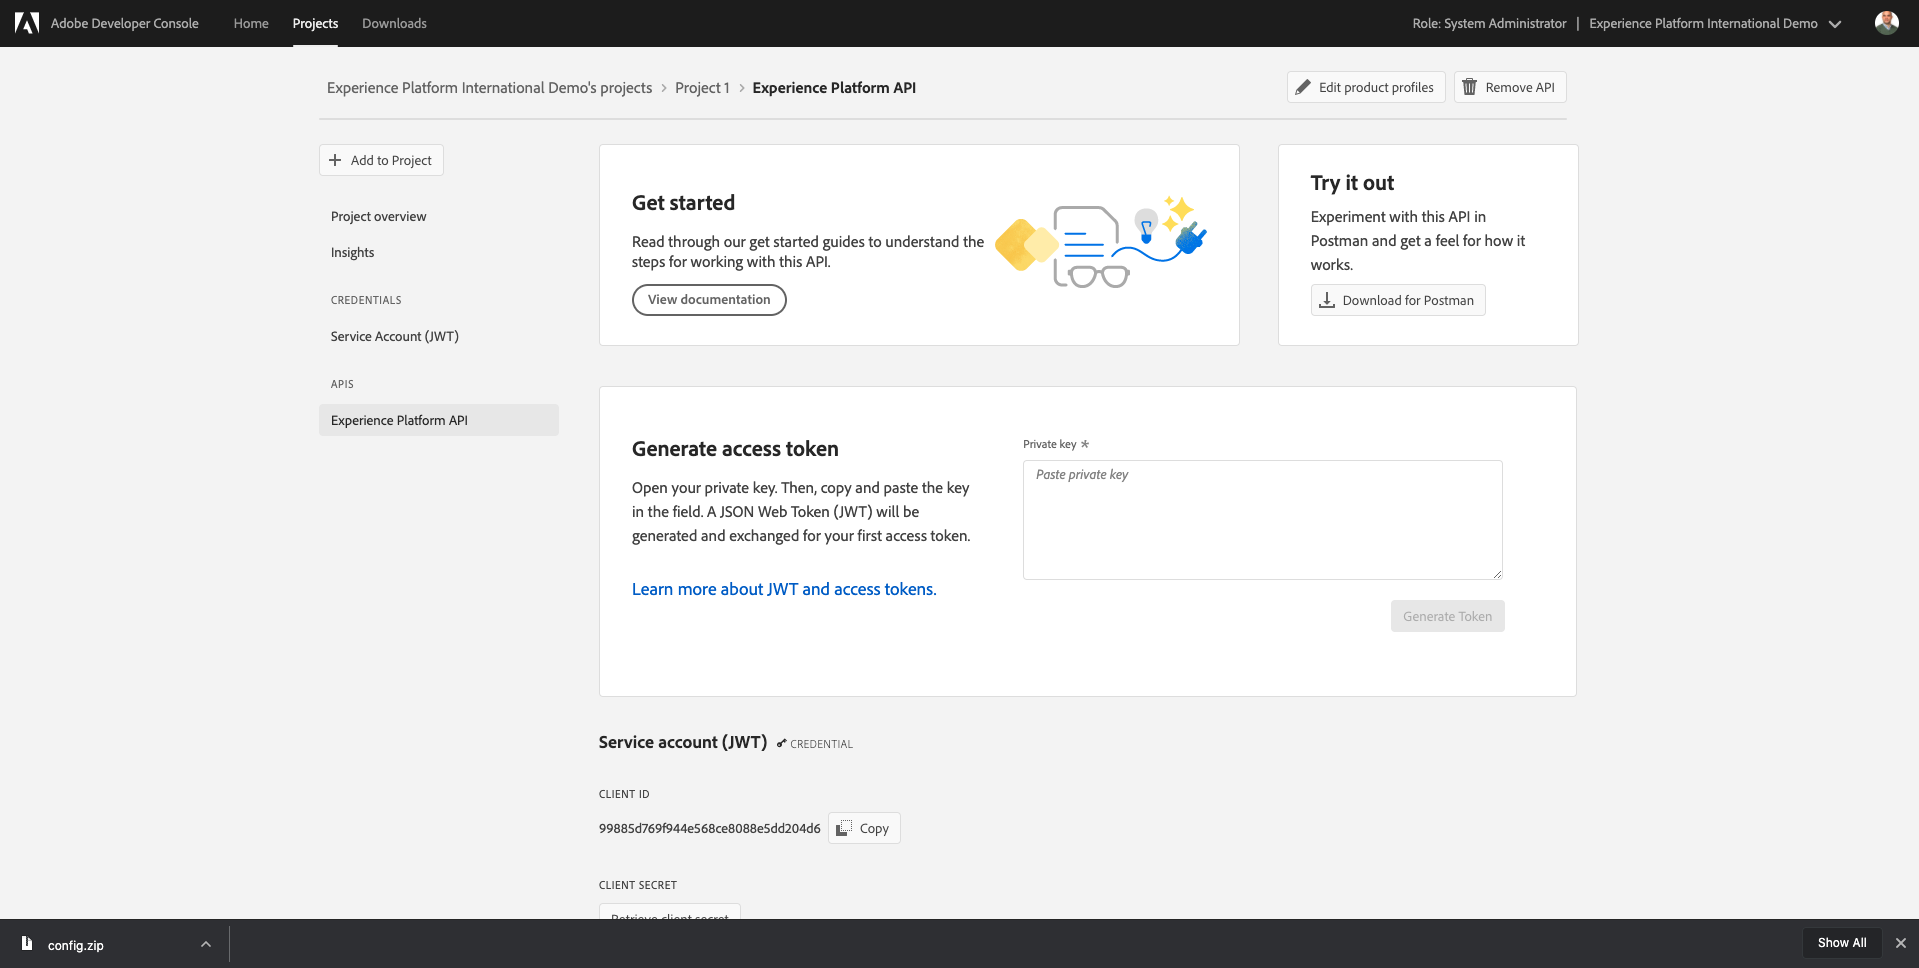 Adobe Developer Console
Home
Projects
Downloads
Role: System Administrator | Experience Platform International Demo
Experience Platform International Demo's projects > Project 1 > Experience Platform API
Edit product profiles
Remove API
Add to Project
Project overview
Insights
CREDENTIALS
Service Account (JWT)
APIS
Experience Platform API
Get started
Read through our get started guides to understand the
steps for working with this API.
View documentation
Try it out
Experiment with this API in
Postman and get a feel for how it
works.
Download for Postman
Generate access token
Open your private key. Then, copy and paste the key
in the field. A JSON Web Token (JWT) will be
generated and exchanged for your first access token.
Learn more about JWT and access tokens.
Private key *
Paste private key
Generate Token
Service account (JWT)
CREDENTIAL
CLIENT ID
99885d769f944e568ce8088e5dd204d6
Copy
CLIENT SECRET
Retrieve client secret
config.zip
Show All